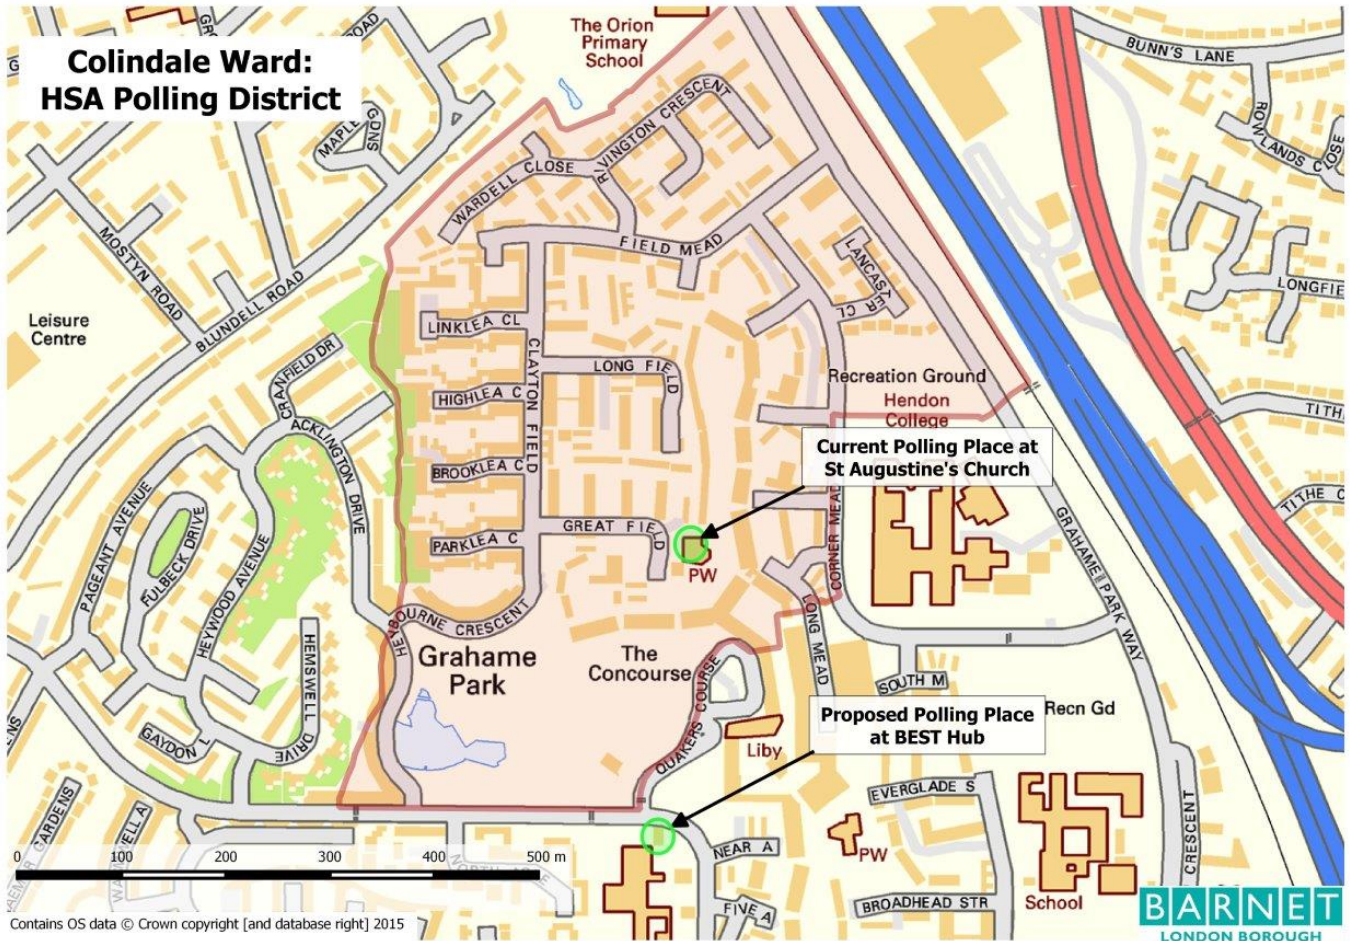 Colindale Ward:
HSA Polling District
The Orion
Primary
School
BUNN'S LANE
ROWLANDS C
MAPLE
GDNS
RIVINGTON CRESCENT
WARDELL CLOSE
FIELD MEAD
LANCASTER CL
MOSTYN ROAD
BLUNDELL ROAD
LONGFIE
Leisure
Centre
LINKLEA CL
CLAYTON FIELD
LONG FIELD
CRANFIELD DR
HIGHLEA C
Recreation Ground
Hendon
College
TITH
ACKLINGTON DRIVE
Current Polling Place at
St Augustine's Church
BROOKLEA C
TITHE C
PAGEANT AVENUE
FULBECK DRIVE
HEYWOOD AVENUE
GREAT FIELD
PARKLEA C
PW
CORNER MEAD
GRAHAME PARK WAY
HEYBOURNE CRESCENT
LONG MEAD
HEMSWELL DRIVE
Grahame
Park
The
Concourse
QUAKERS COURSE
SOUTH M
Recn Gd
Proposed Polling Place
at BEST Hub
Liby
GAYDON L
EVERGLADE S
CRESCENT
NEAR A
PW
0 100 200 300 400 500 m
FIVE A
BROADHEAD STR
School
Contains OS data © Crown copyright [and database right] 2015
BARNET
LONDON BOROUGH